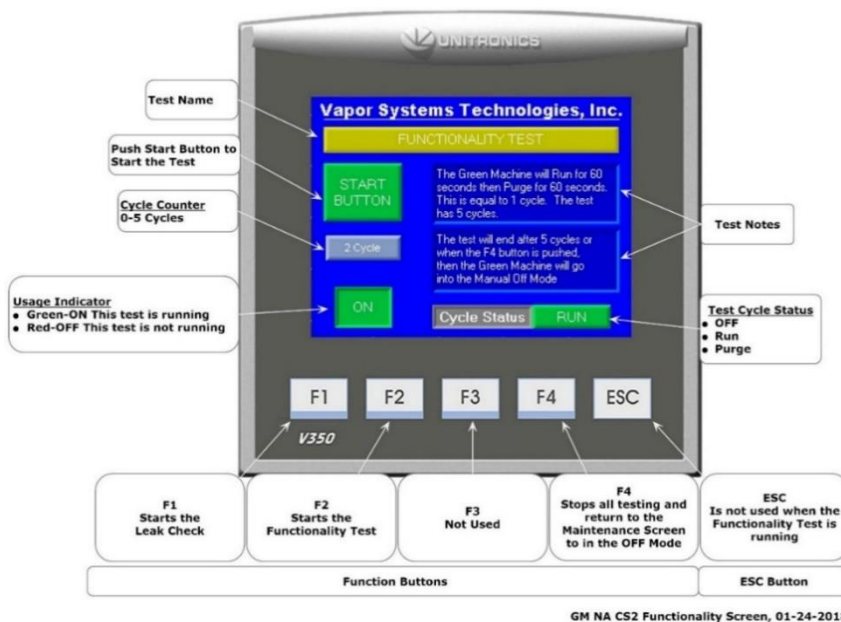 UNITRONICS
Test Name
Vapor Systems Technologies, Inc.
FUNCTIONALITY TEST
Push Start Button to
Start the Test
START
BUTTON
The Green Machine will Run for 60
seconds then Purge for 60 seconds.
This is equal to 1 cycle. The test
has 5 cycles.
Cycle Counter
0-5 Cycles
2 Cycle
The test will end after 5 cycles or
when the F4 button is pushed,
then the Green Machine will go
into the Manual Off Mode
Test Notes
Usage Indicator
• Green-ON This test is running
• Red-OFF This test is not running
ON
Cycle Status
RUN
Test Cycle Status
• OFF
• Run
• Purge
F1
F2
F3
F4
ESC
V350
F1
Starts the
Leak Check
F2
Starts the
Functionality Test
F3
Not Used
F4
Stops all testing and
return to the
Maintenance Screen
to in the OFF Mode
ESC
Is not used when the
Functionality Test is
running
Function Buttons
ESC Button
GM NA CS2 Functionality Screen, 01-24-201